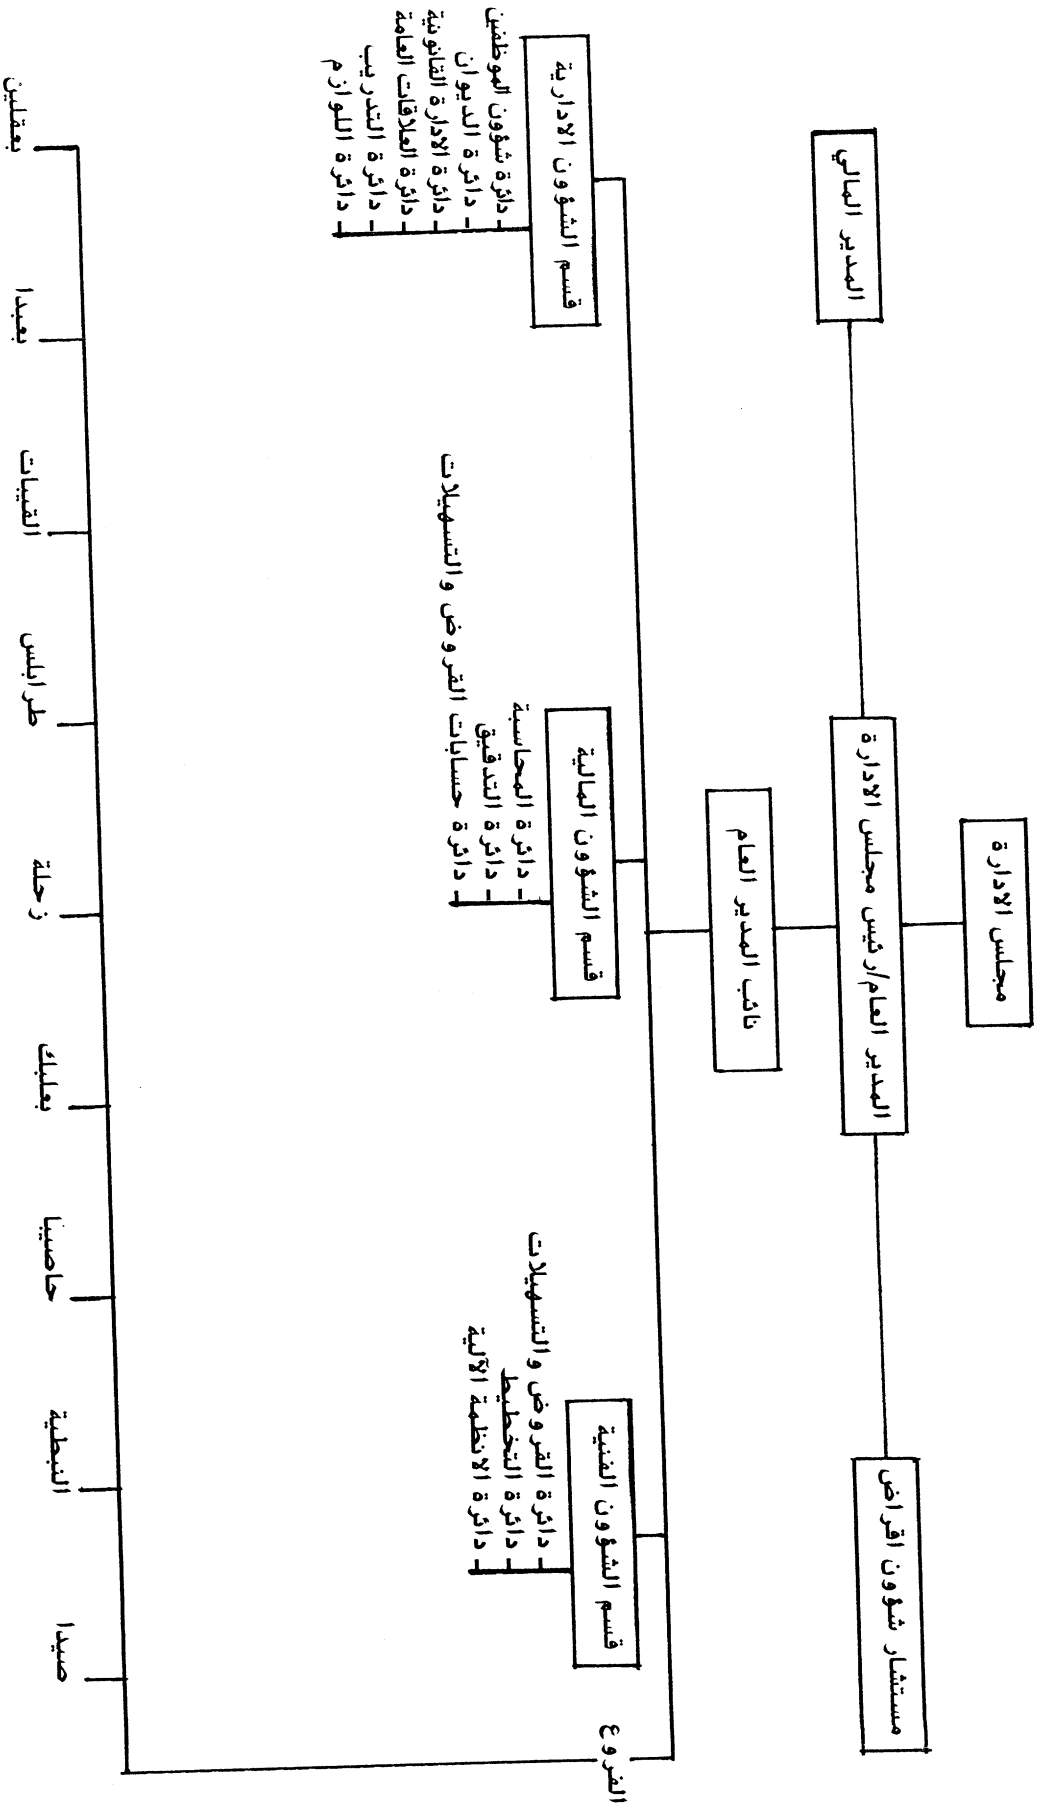 مجلس الادارة
مستشار شؤون اقراض
المدير العام/رئيس مجلس الادارة
المدير المالي
نائب المدير العام
الفروع
قسم الشؤون الفنية
- دائرة القروض والتسهيلات
- دائرة التخطيط
- دائرة الانظمة الآلية
قسم الشؤون المالية
- دائرة المحاسبة
- دائرة التدقيق
- دائرة حسابات القروض والتسهيلات
قسم الشؤون الادارية
- دائرة شؤون الموظفين
- دائرة الديوان
- دائرة الادارة القانونية
- دائرة العلاقات العامة
- دائرة التدريب
- دائرة اللوازم
صيدا
النبطية
حاصبيا
بعلبك
زحلة
طرابلس
القبيات
بعبدا
بعقلين